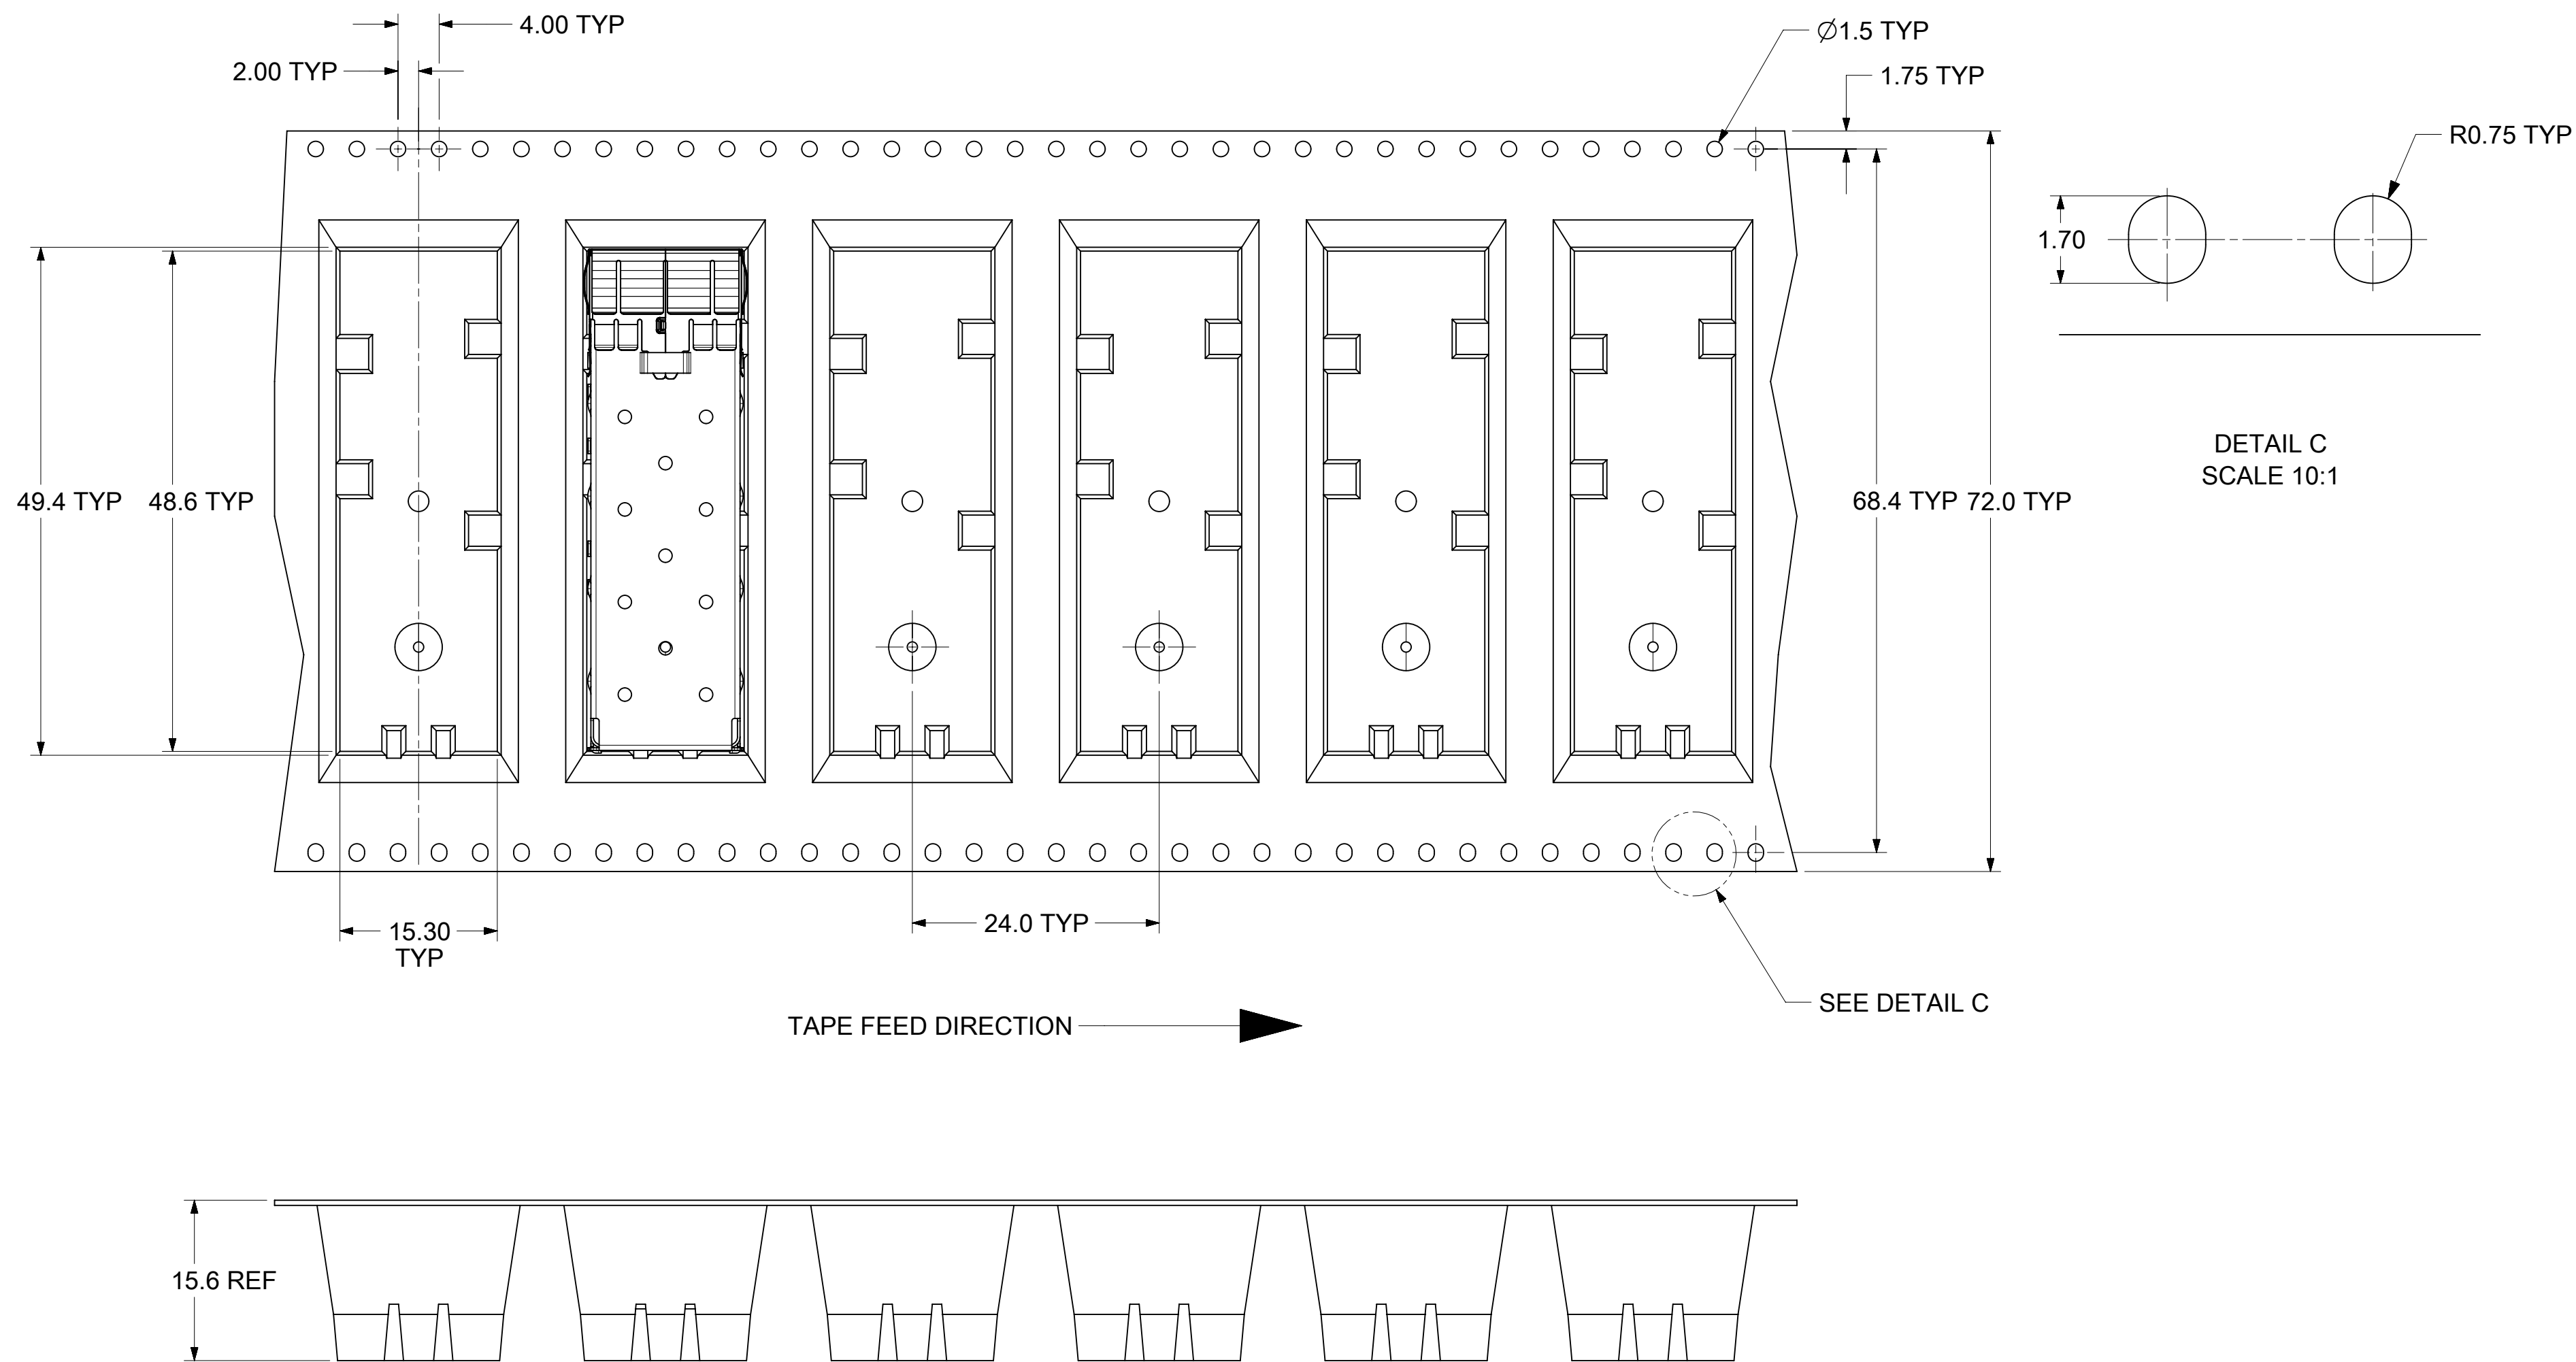 4.00 TYP
2.00 TYP
Ø1.5 TYP
1.75 TYP
R0.75 TYP
1.70
DETAIL C
SCALE 10:1
49.4 TYP
48.6 TYP
68.4 TYP
72.0 TYP
15.30
TYP
24.0 TYP
SEE DETAIL C
TAPE FEED DIRECTION
15.6 REF